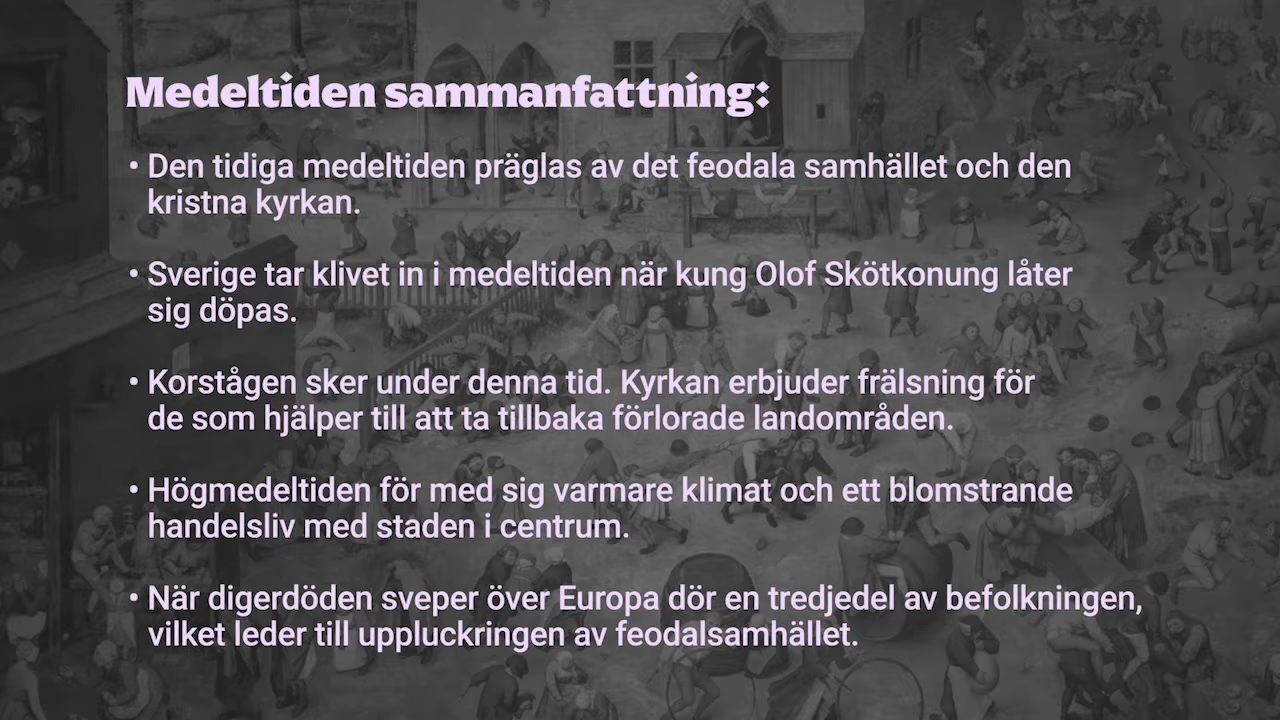 Medeltiden sammanfattning:
• Den tidiga medeltiden präglas av det feodala samhället och den
kristna kyrkan.
• Sverige tar klivet in i medeltiden när kung Olof Skötkonung låter
sig döpas.
• Korstågen sker under denna tid. Kyrkan erbjuder frälsning för
de som hjälper till att ta tillbaka förlorade landområden.
• Högmedeltiden för med sig varmare klimat och ett blomstrande
handelsliv med staden i centrum.
• När digerdöden sveper över Europa dör en tredjedel av befolkningen,
vilket leder till uppluckringen av feodalsamhället.